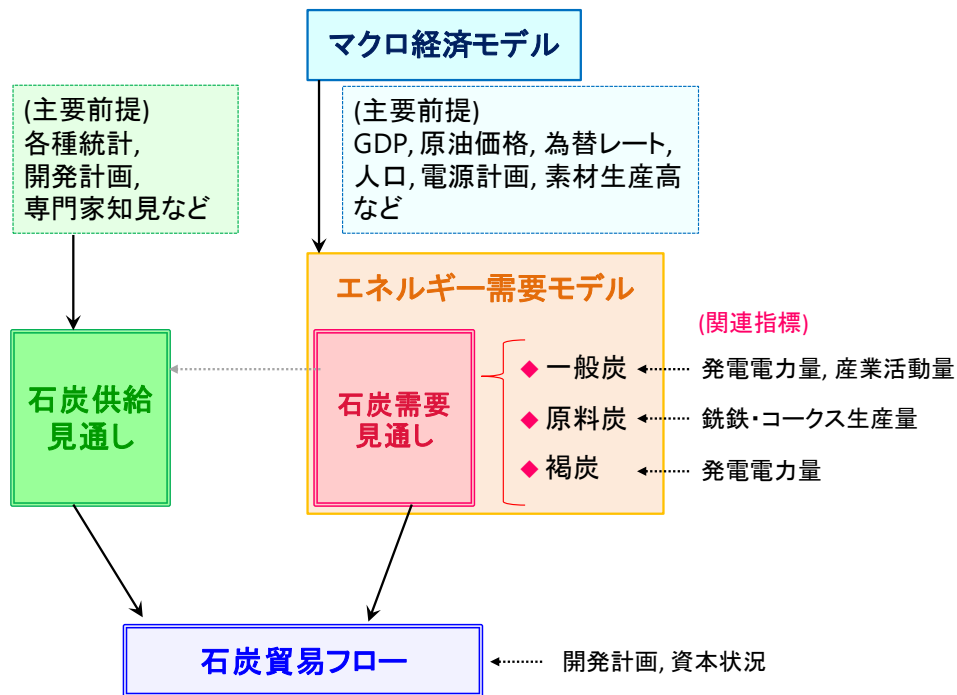 マクロ経済モデル
(主要前提)
各種統計,
開発計画,
専門家知見など
(主要前提)
GDP, 原油価格, 為替レート,
人口, 電源計画, 素材生産高
など
エネルギー需要モデル
(関連指標)
石炭供給
見通し
石炭需要
見通し
◆ 一般炭
発電電力量, 産業活動量
◆ 原料炭
銑鉄・コークス生産量
◆ 褐炭
発電電力量
石炭貿易フロー
開発計画, 資本状況